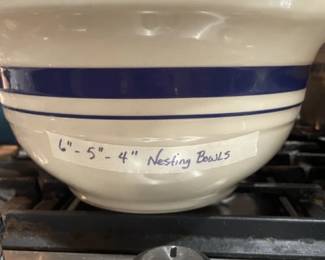 6" - 5" - 4" Nesting Bowls